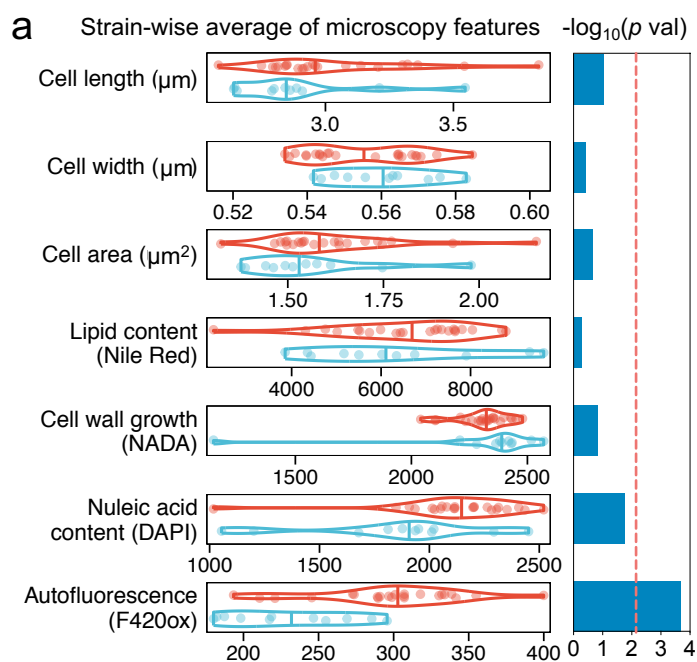 a Strain-wise average of microscopy features -log₁₀(p val)
Cell length (µm)
3.0 3.5
Cell width (µm)
0.52 0.54 0.56 0.58 0.60
Cell area (µm²)
1.50 1.75 2.00
Lipid content
(Nile Red)
4000 6000 8000
Cell wall growth
(NADA)
1500 2000 2500
Nuleic acid
content (DAPI)
1000 1500 2000 2500
Autofluorescence
(F420ox)
200 250 300 350 400
0 1 2 3 4